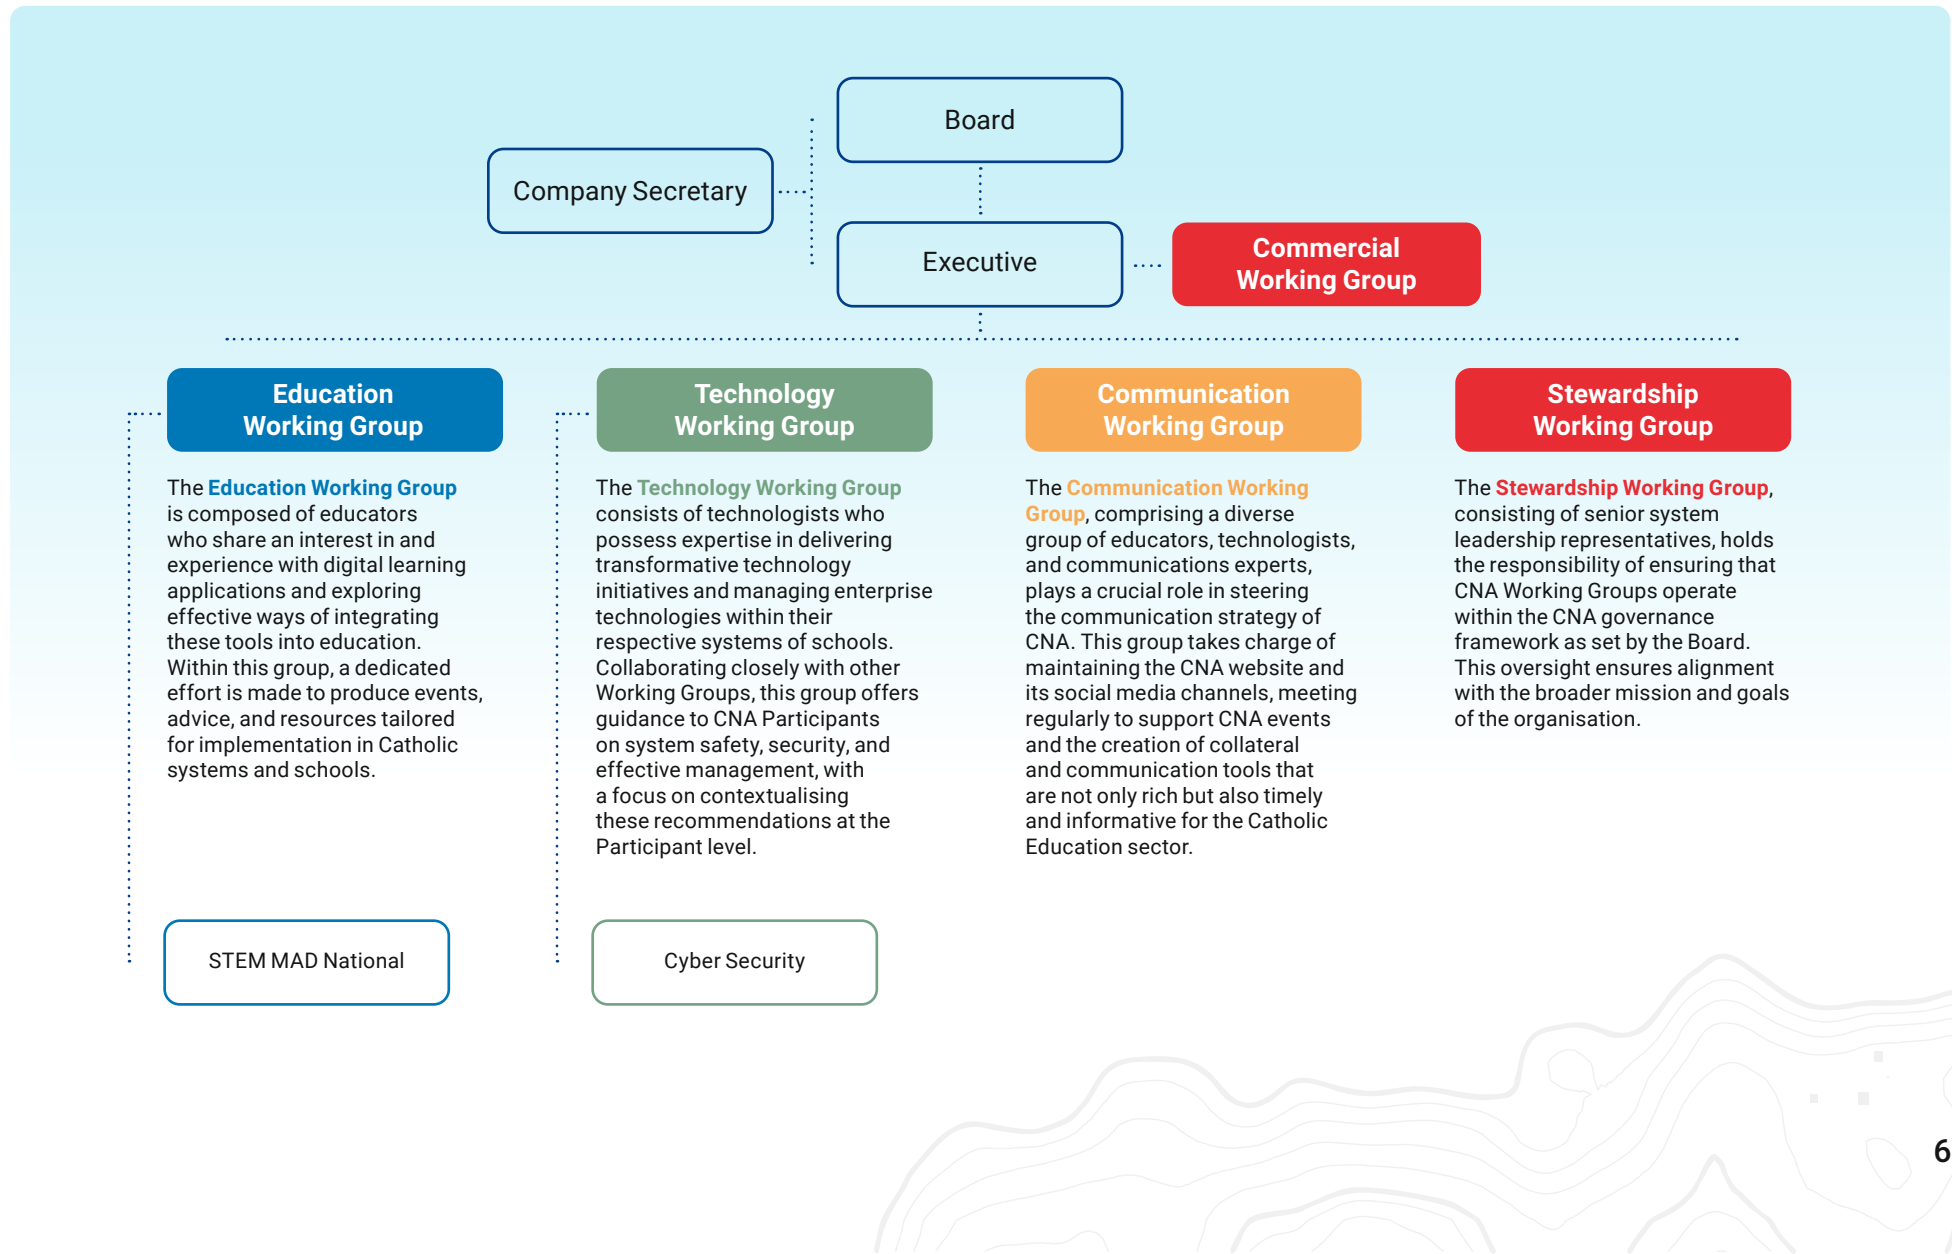 Board
Company Secretary
Executive
Commercial
Working Group
Education
Working Group
Technology
Working Group
Communication
Working Group
Stewardship
Working Group
The Education Working Group
is composed of educators
who share an interest in and
experience with digital learning
applications and exploring
effective ways of integrating
these tools into education.
Within this group, a dedicated
effort is made to produce events,
advice, and resources tailored
for implementation in Catholic
systems and schools.
The Technology Working Group
consists of technologists who
possess expertise in delivering
transformative technology
initiatives and managing enterprise
technologies within their
respective systems of schools.
Collaborating closely with other
Working Groups, this group offers
guidance to CNA Participants
on system safety, security, and
effective management, with
a focus on contextualising
these recommendations at the
Participant level.
The Communication Working
Group, comprising a diverse
group of educators, technologists,
and communications experts,
plays a crucial role in steering
the communication strategy of
CNA. This group takes charge of
maintaining the CNA website and
its social media channels, meeting
regularly to support CNA events
and the creation of collateral
and communication tools that
are not only rich but also timely
and informative for the Catholic
Education sector.
The Stewardship Working Group,
consisting of senior system
leadership representatives, holds
the responsibility of ensuring that
CNA Working Groups operate
within the CNA governance
framework as set by the Board.
This oversight ensures alignment
with the broader mission and goals
of the organisation.
STEM MAD National
Cyber Security
6